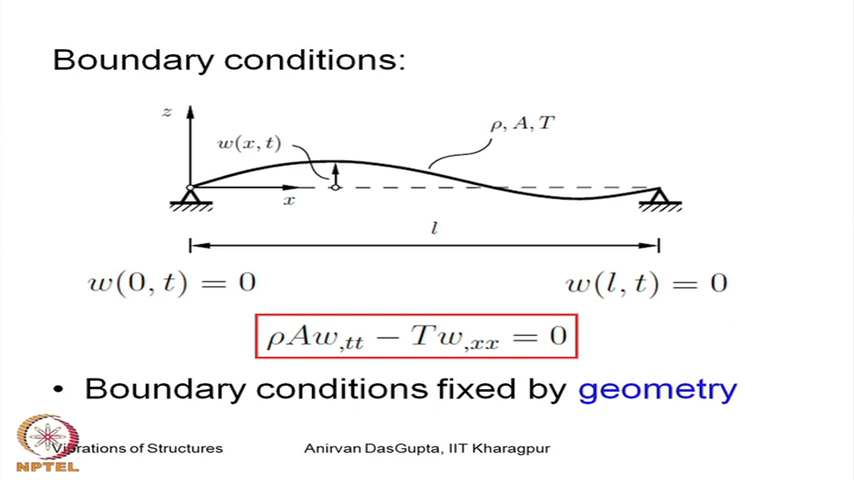 Boundary conditions:
z
w(x, t)
ρ, A, T
x
l
w(0, t) = 0
w(l, t) = 0
ρAw,tt − Tw,xx = 0
• Boundary conditions fixed by geometry
Vibrations of Structures
Anirvan DasGupta, IIT Kharagpur
NPTEL